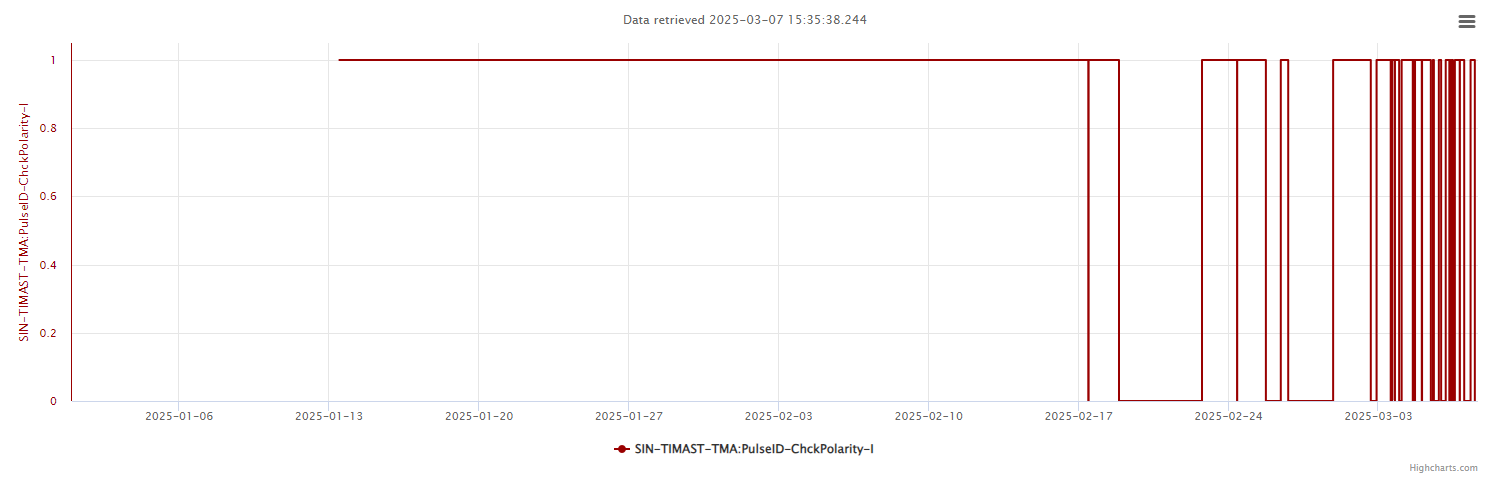 Data retrieved 2025-03-07 15:35:38.244
SIN-TIMAST-TMA:PulseID-ChckPolarity-I
1
0.8
0.6
0.4
0.2
0
2025-01-06 2025-01-13 2025-01-20 2025-01-27 2025-02-03 2025-02-10 2025-02-17 2025-02-24 2025-03-03
SIN-TIMAST-TMA:PulseID-ChckPolarity-I
Highcharts.com